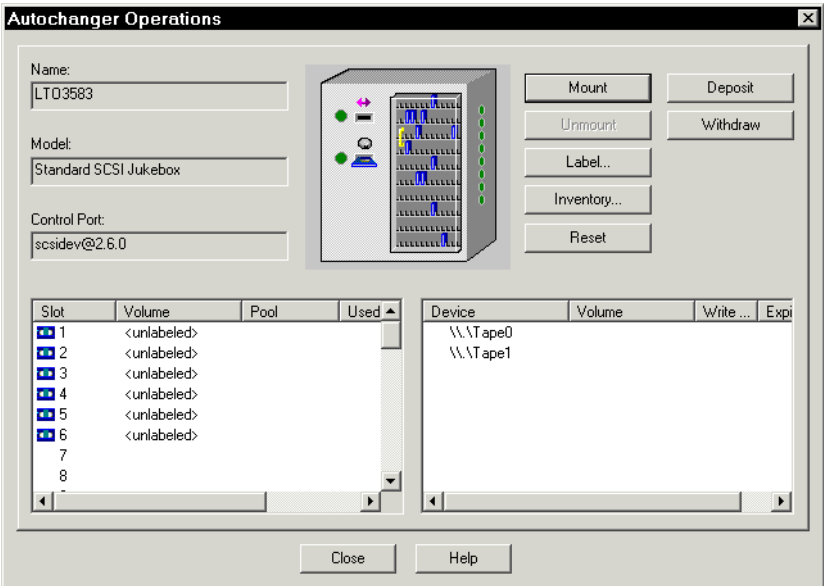 Autochanger Operations
Name:
LTO3583
Model:
Standard SCSI Jukebox
Control Port:
scsidev@2.6.0
Mount
Deposit
Unmount
Withdraw
Label...
Inventory...
Reset
Slot Volume Pool Used
1 <unlabeled>
2 <unlabeled>
3 <unlabeled>
4 <unlabeled>
5 <unlabeled>
6 <unlabeled>
7
8
Device Volume Write ... Expi
\\.\Tape0
\\.\Tape1
Close
Help